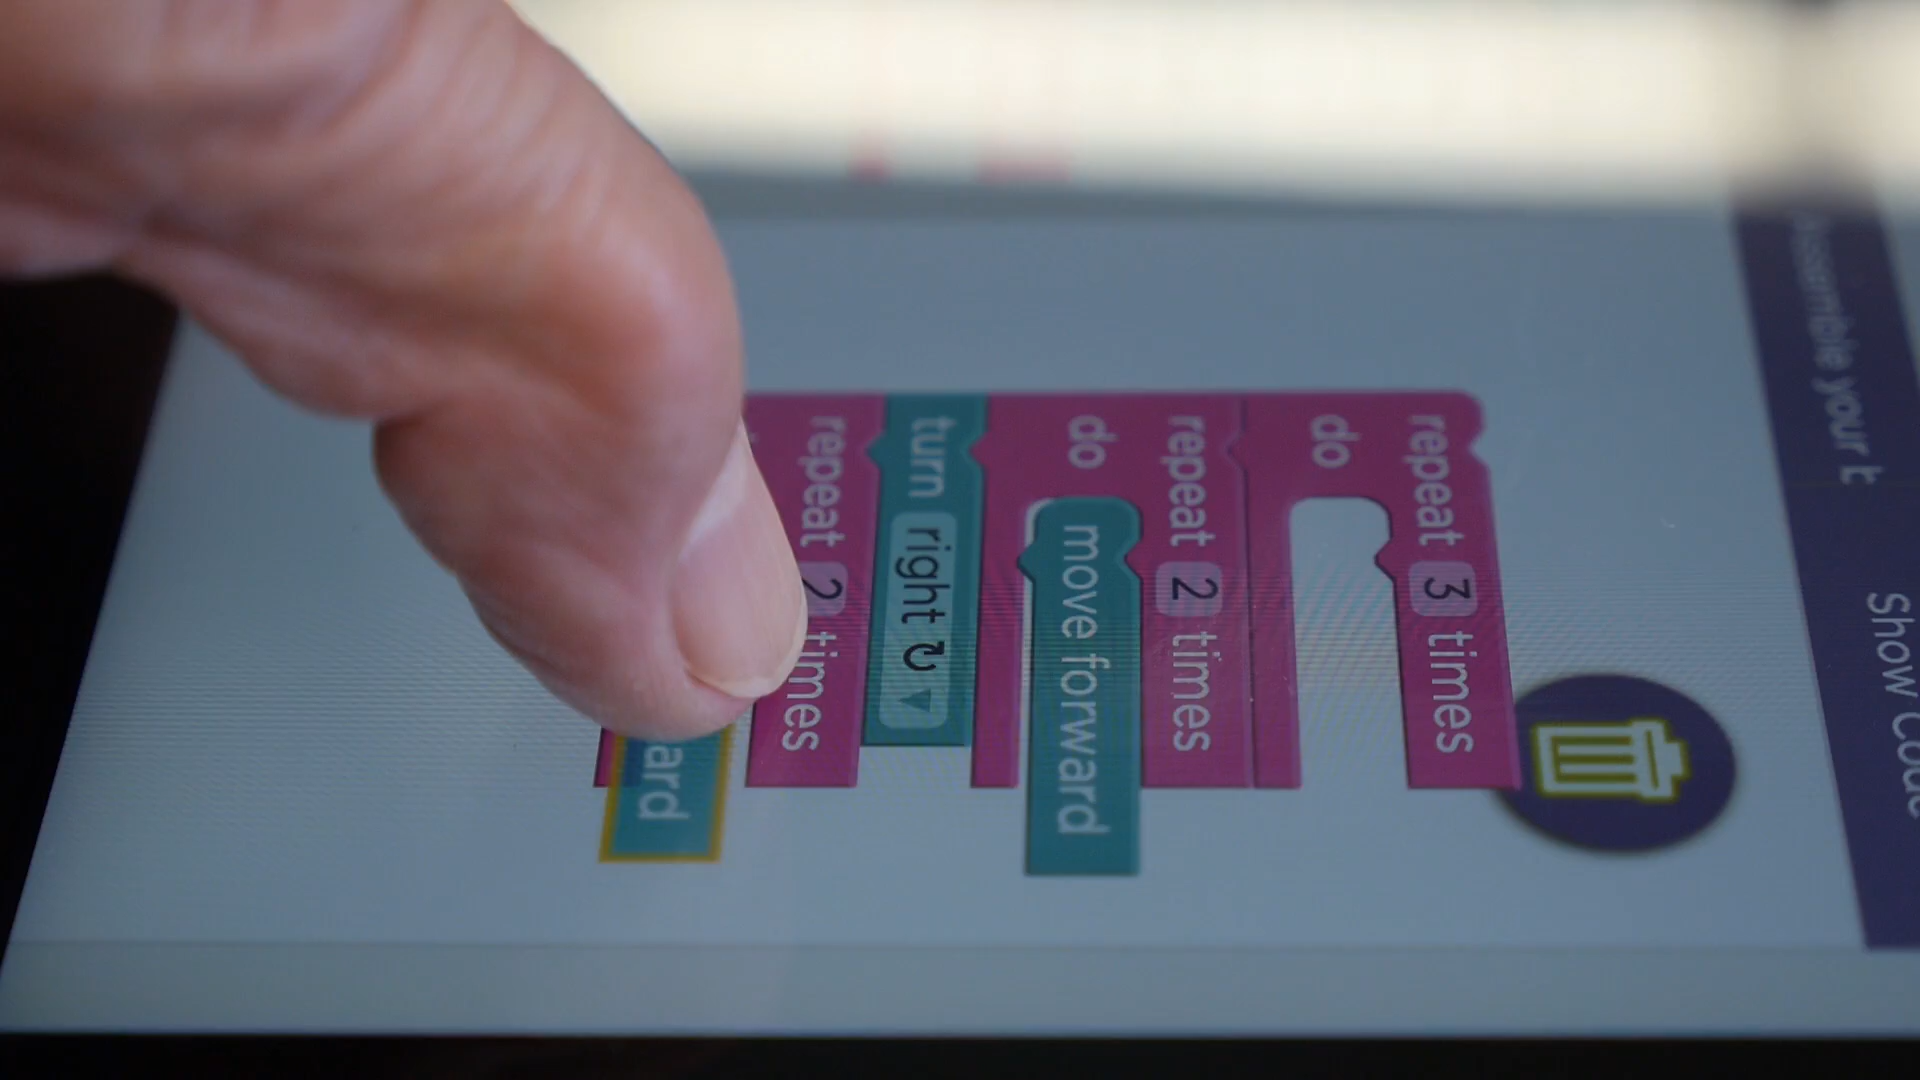 Assemble your
Show code
repeat 3 times
do
repeat 2 times
do
move forward
turn right ↻ ▼
repeat 2 times
ard